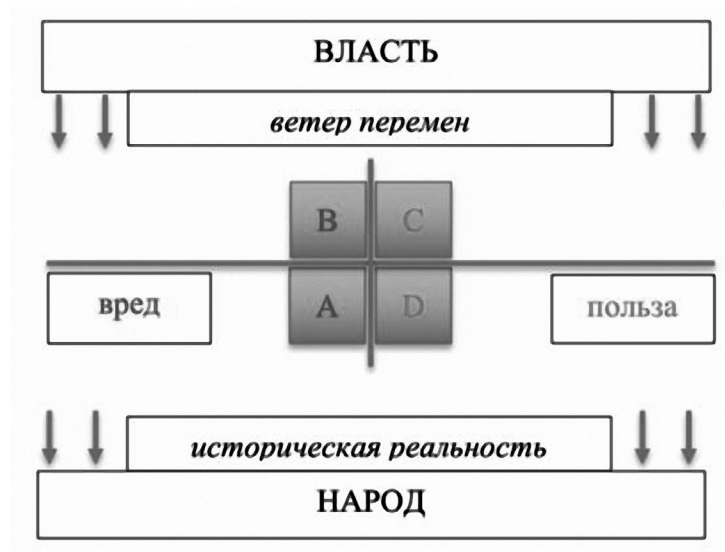 ВЛАСТЬ
ветер перемен
B C
вред A D польза
историческая реальность
НАРОД